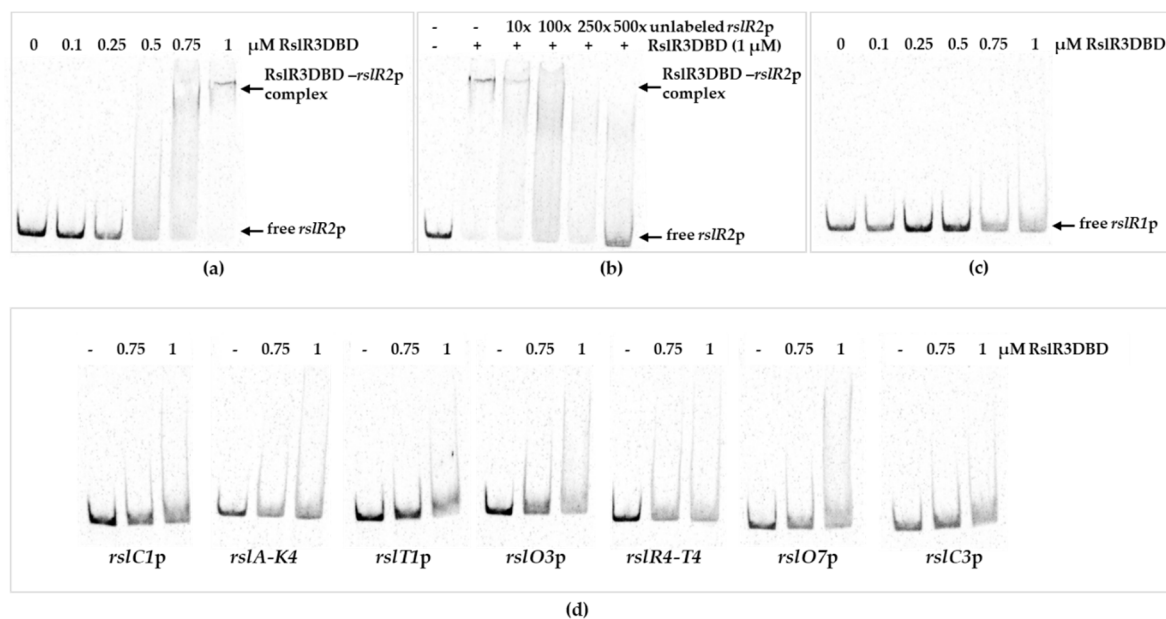 0 0.1 0.25 0.5 0.75 1 μM RslR3DBD
RslR3DBD –rslR2p
complex
free rslR2p
(a)
- - 10x 100x 250x 500x unlabeled rslR2p
- + + + + + RslR3DBD (1 μM)
RslR3DBD –rslR2p
complex
free rslR2p
(b)
0 0.1 0.25 0.5 0.75 1 μM RslR3DBD
free rslR1p
(c)
- 0.75 1 - 0.75 1 - 0.75 1 - 0.75 1 - 0.75 1 - 0.75 1 - 0.75 1 μM RslR3DBD
rslC1p rslA-K4 rslT1p rslO3p rslR4-T4 rslO7p rslC3p
(d)